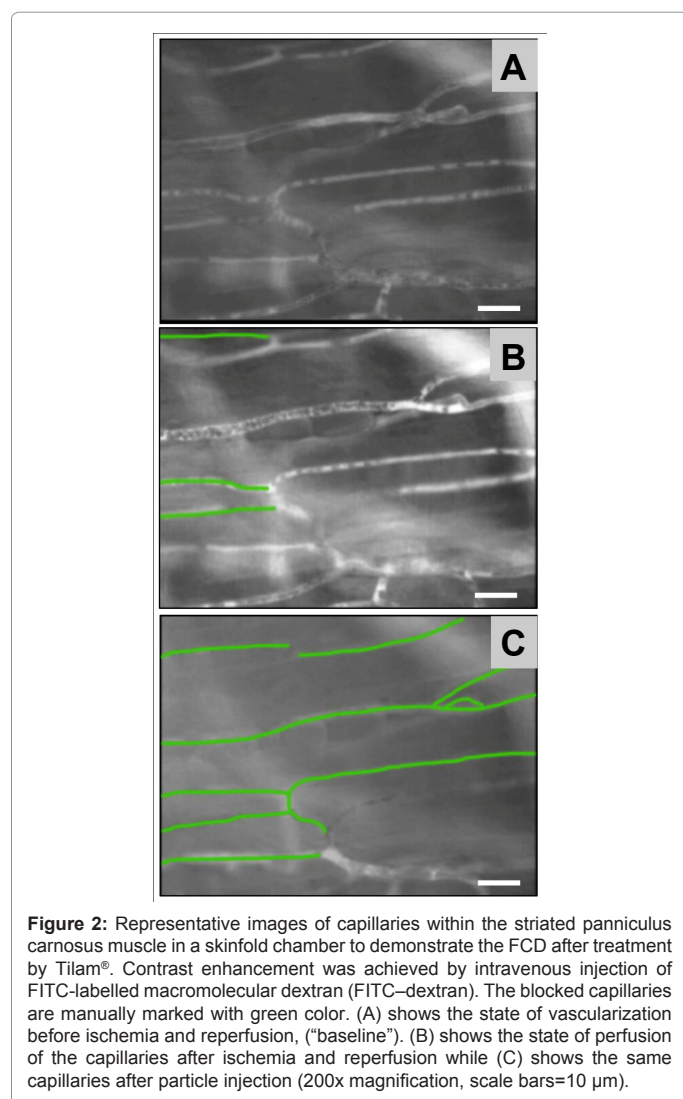 A
B
C
Figure 2: Representative images of capillaries within the striated panniculus
carnosus muscle in a skinfold chamber to demonstrate the FCD after treatment
by Tilam®. Contrast enhancement was achieved by intravenous injection of
FITC-labelled macromolecular dextran (FITC–dextran). The blocked capillaries
are manually marked with green color. (A) shows the state of vascularization
before ischemia and reperfusion, (“baseline”). (B) shows the state of perfusion
of the capillaries after ischemia and reperfusion while (C) shows the same
capillaries after particle injection (200x magnification, scale bars=10 µm).